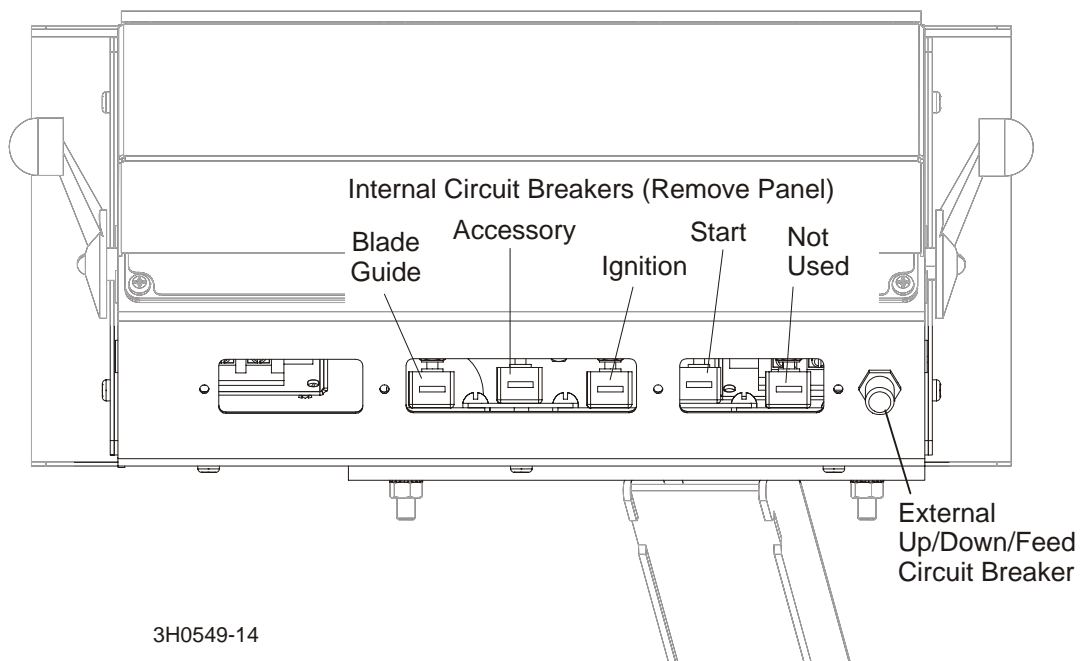 Internal Circuit Breakers (Remove Panel)
Blade
Guide
Accessory
Ignition
Start
Not
Used
External
Up/Down/Feed
Circuit Breaker
3H0549-14